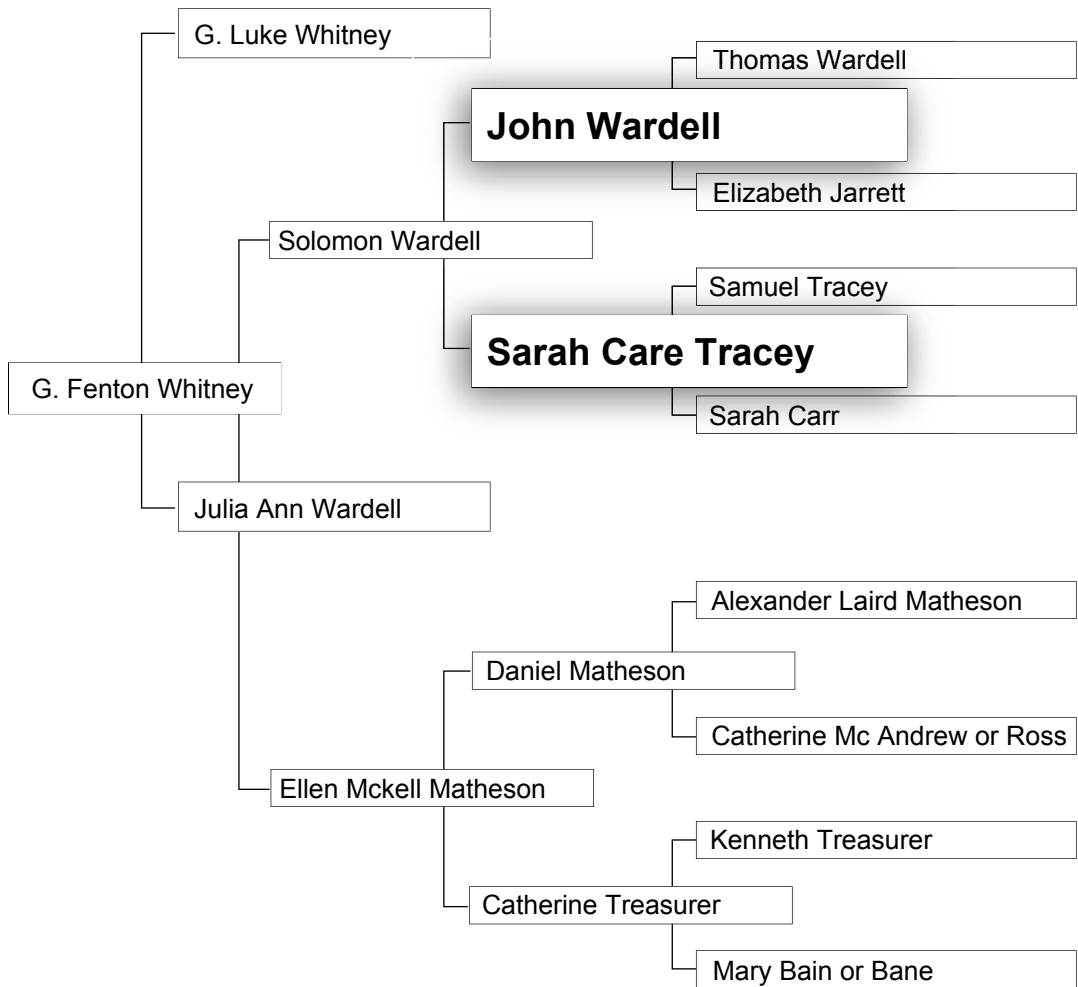 G. Luke Whitney
Thomas Wardell
John Wardell
Elizabeth Jarrett
Solomon Wardell
Samuel Tracey
Sarah Care Tracey
G. Fenton Whitney
Sarah Carr
Julia Ann Wardell
Alexander Laird Matheson
Daniel Matheson
Catherine Mc Andrew or Ross
Ellen Mckell Matheson
Kenneth Treasurer
Catherine Treasurer
Mary Bain or Bane